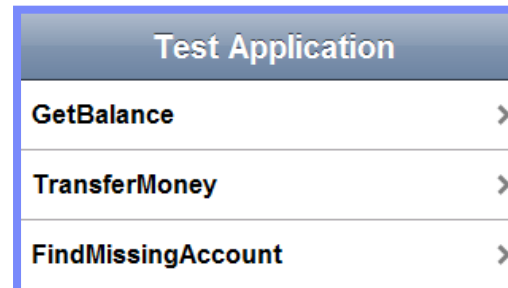 Test Application
GetBalance
TransferMoney
FindMissingAccount